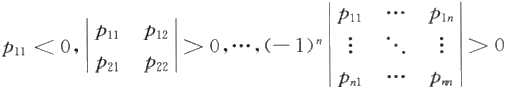 p₁₁ < 0, | p₁₁ p₁₂ ; p₂₁ p₂₂ | > 0, ⋯, (−1)ⁿ | p₁₁ ⋯ p₁ₙ ; ⋮ ⋱ ⋮ ; pₙ₁ ⋯ pₙₙ | > 0